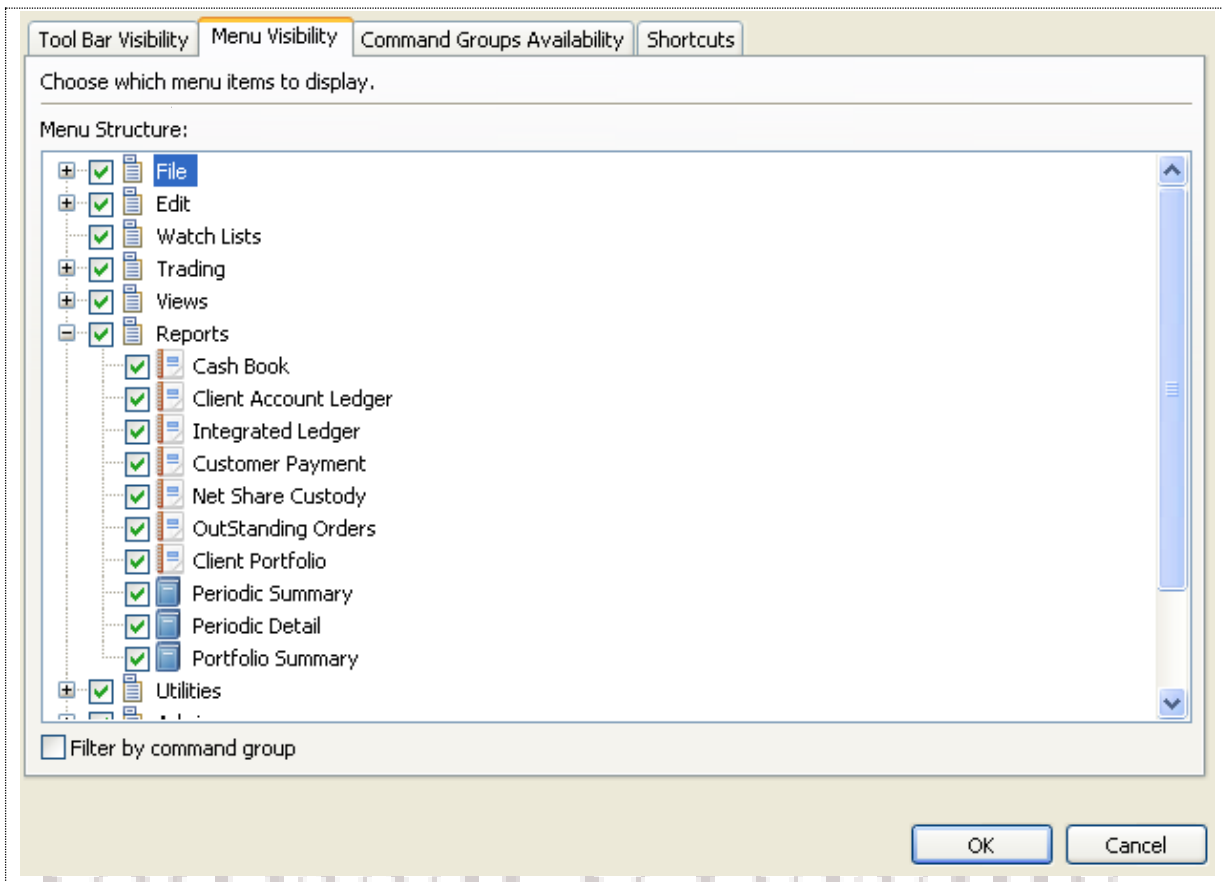 Tool Bar Visibility Menu Visibility Command Groups Availability Shortcuts
Choose which menu items to display.
Menu Structure:
File
Edit
Watch Lists
Trading
Views
Reports
Cash Book
Client Account Ledger
Integrated Ledger
Customer Payment
Net Share Custody
OutStanding Orders
Client Portfolio
Periodic Summary
Periodic Detail
Portfolio Summary
Utilities
Filter by command group
OK Cancel